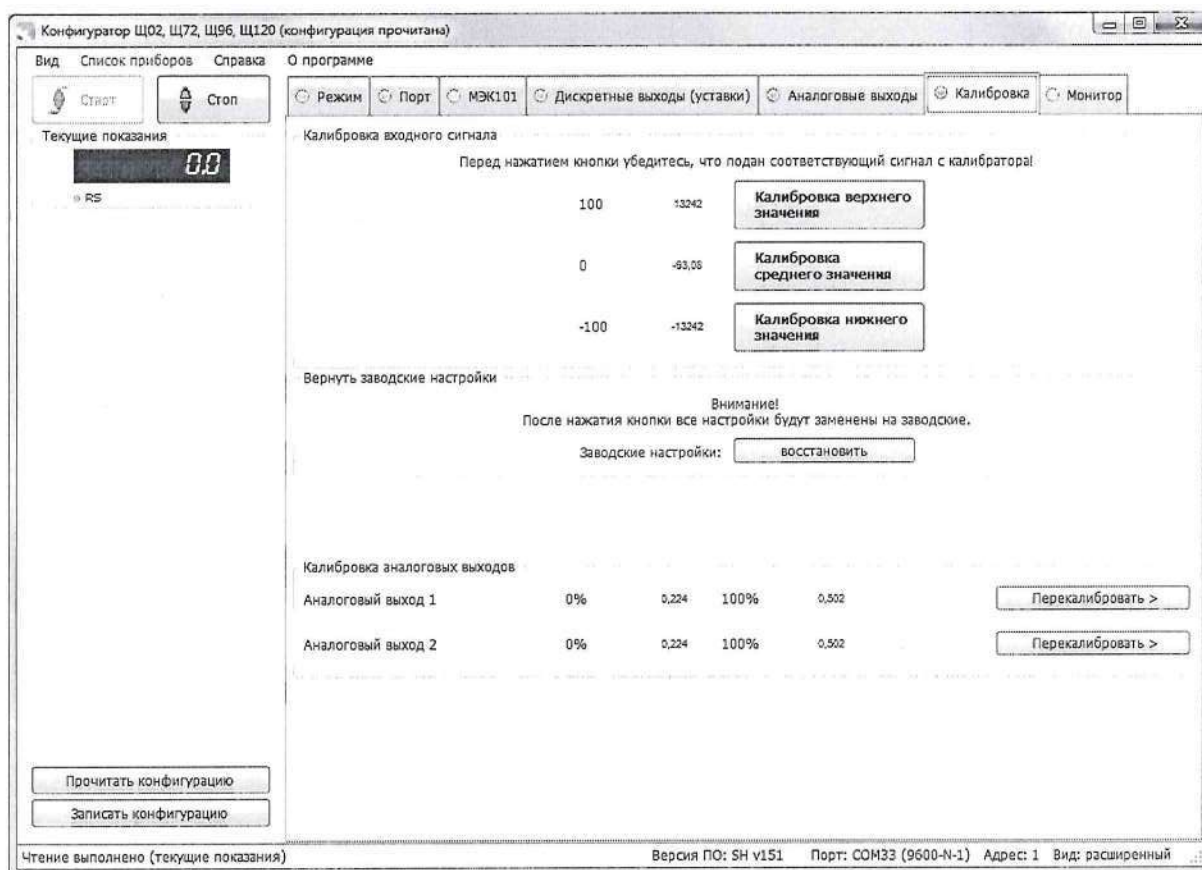 Конфигуратор Щ02, Щ72, Щ96, Щ120 (конфигурация прочитана)
Вид Список приборов Справка О программе
Старт Стоп
Режим Порт МЭК101 Дискретные выходы (уставки) Аналоговые выходы Калибровка Монитор
Текущие показания
0.0
RS
Калибровка входного сигнала
Перед нажатием кнопки убедитесь, что подан соответствующий сигнал с калибратора!
100 13242 Калибровка верхнего
значения
0 -93,08 Калибровка
среднего значения
-100 -13242 Калибровка нижнего
значения
Вернуть заводские настройки
Внимание!
После нажатия кнопки все настройки будут заменены на заводские.
Заводские настройки: восстановить
Калибровка аналоговых выходов
Аналоговый выход 1 0% 0,224 100% 0,502 Перекалибровать >
Аналоговый выход 2 0% 0,224 100% 0,502 Перекалибровать >
Прочитать конфигурацию
Записать конфигурацию
Чтение выполнено (текущие показания) Версия ПО: SH v151 Порт: COM33 (9600-N-1) Адрес: 1 Вид: расширенный